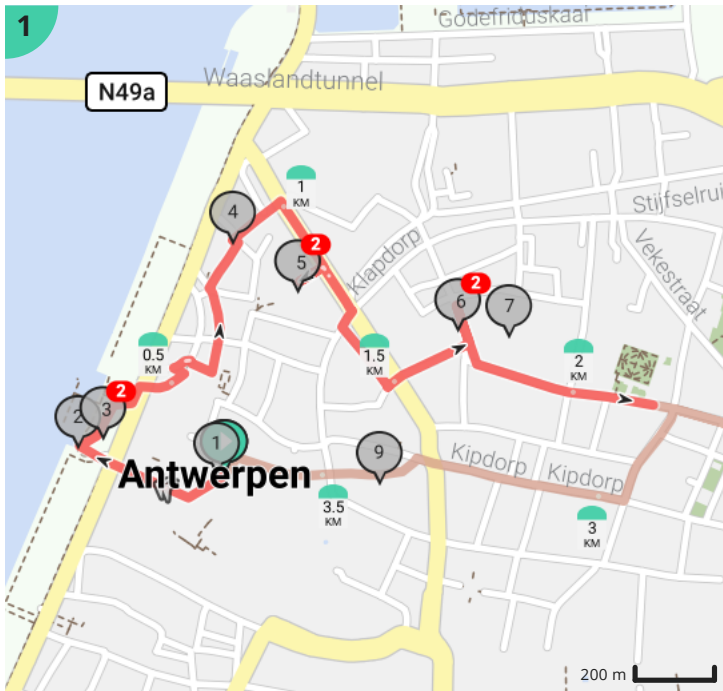 1
Godefriduskaai
Waaslandtunnel
N49a
1
KM
Stijfselrui
4
2
5
Klapdorp
Vekestraat
2
6
7
0.5
KM
1.5
KM
2
KM
2
2
3
1
9
Antwerpen
Kipdorp
Kipdorp
3.5
KM
3
KM
200 m